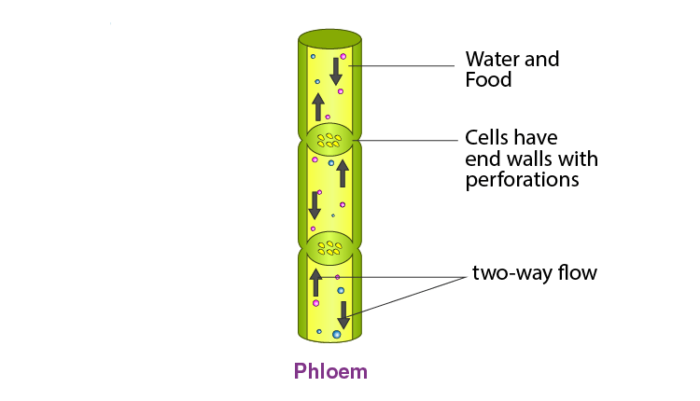 Water and
Food
Cells have
end walls with
perforations
two-way flow
Phloem